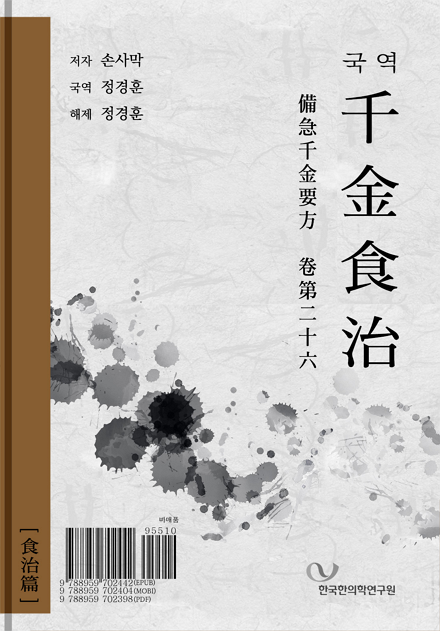 저자 손사막
국역 정경훈
해제 정경훈
국역
千金食治
備急千金要方 卷第二十六
[食治篇]
비매품
95510
9 788959 702442(EPUB)
9 788959 702404(MOBI)
9 788959 702398(PDF)
한국한의학연구원